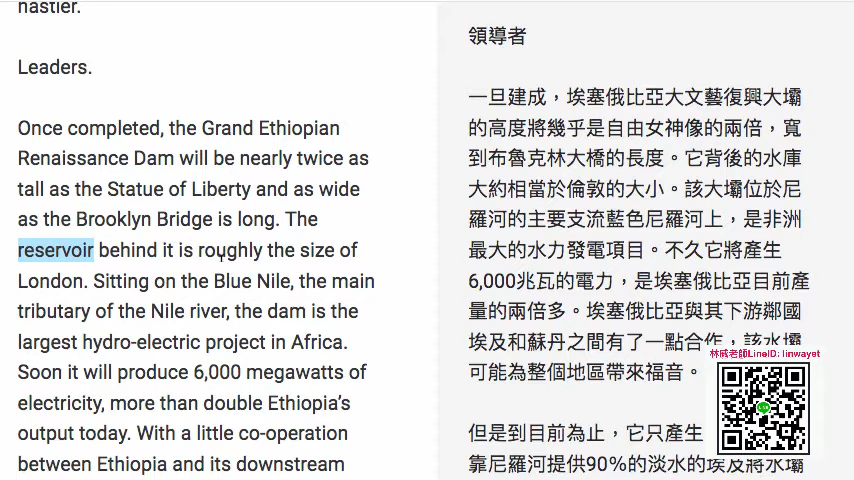 nastier.
Leaders.
Once completed, the Grand Ethiopian
Renaissance Dam will be nearly twice as
tall as the Statue of Liberty and as wide
as the Brooklyn Bridge is long. The
reservoir behind it is roughly the size of
London. Sitting on the Blue Nile, the main
tributary of the Nile river, the dam is the
largest hydro-electric project in Africa.
Soon it will produce 6,000 megawatts of
electricity, more than double Ethiopia's
output today. With a little co-operation
between Ethiopia and its downstream
領導者
一旦建成，埃塞俄比亞大文藝復興大壩
的高度將幾乎是自由女神像的兩倍，寬
到布魯克林大橋的長度。它背後的水庫
大約相當於倫敦的大小。該大壩位於尼
羅河的主要支流藍色尼羅河上，是非洲
最大的水力發電項目。不久它將產生
6,000兆瓦的電力，是埃塞俄比亞目前產
量的兩倍多。埃塞俄比亞與其下游鄰國
埃及和蘇丹之間有了一點合作，該水壩
可能為整個地區帶來福音。
林威老師LineID: linwayet
LINE
但是到目前為止，它只產生
靠尼羅河提供90%的淡水的埃及將水壩